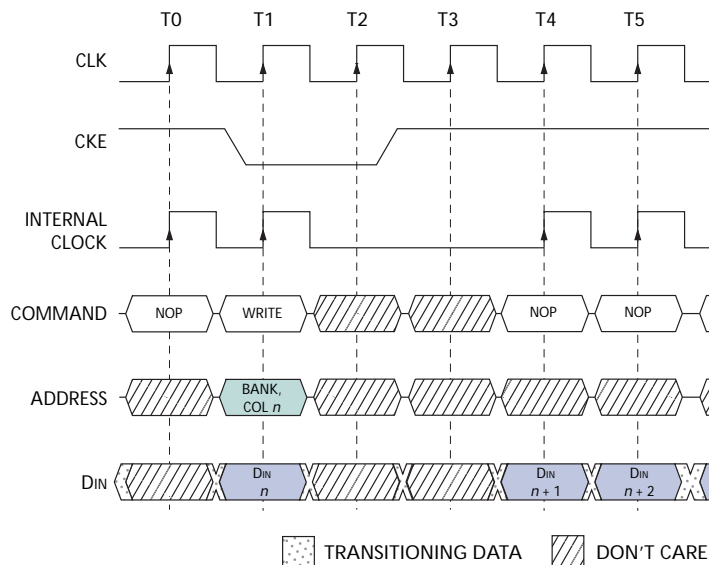 T0 T1 T2 T3 T4 T5
CLK
CKE
INTERNAL
CLOCK
COMMAND NOP WRITE NOP NOP
ADDRESS BANK,
COL n
DIN DIN DIN DIN
n n + 1 n + 2
TRANSITIONING DATA DON'T CARE